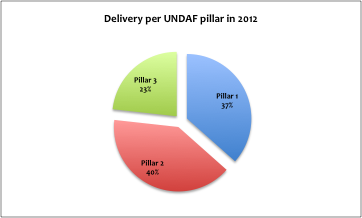 Delivery per UNDAF pillar in 2012
Pillar 3
23%
Pillar 1
37%
Pillar 2
40%